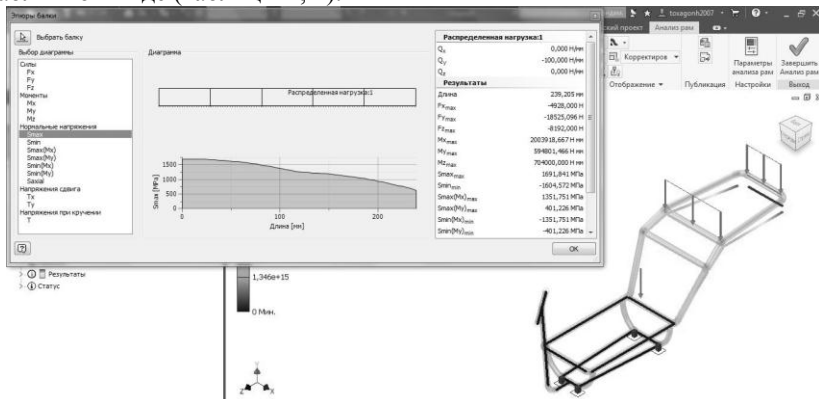 Эпюры балки
Выбрать балку
Выбор диаграммы
Силы
Fx
Fy
Fz
Моменты
Mx
My
Mz
Нормальные напряжения
Smax
Smin
Smax(Mx)
Smax(My)
Smin(Mx)
Smin(My)
Saxial
Напряжения сдвига
Tx
Ty
Напряжения при кручении
T
Диаграмма
Распределенная нагрузка:1
Smax [МПа]
1500
1000
500
0
0 100 200
Длина [мм]
Распределенная нагрузка:1
Qx 0,000 Н/мм
Qy -100,000 Н/мм
Qz 0,000 Н/мм
Результаты
Длина 239,205 мм
Fxmax -4928,000 Н
Fymax -18525,096 Н
Fzmax -8192,000 Н
Mxmax 2003918,667 Н мм
Mymax 594801,466 Н мм
Mzmax 704000,000 Н мм
Smaxmax 1691,841 МПа
Sminmin -1604,572 МПа
Smax(Mx)max 1351,751 МПа
Smax(My)max 401,226 МПа
Smin(Mx)min -1351,751 МПа
Smin(My)min -401,226 МПа
OK
toxagonh2007
Анализ рам
Корректиров
Отображение
Публикация
Параметры анализа рам
Настройки
Завершить Анализ рам
Выход
Результаты
Статус
1,346e+15
0 Мин.
Y
Z
X